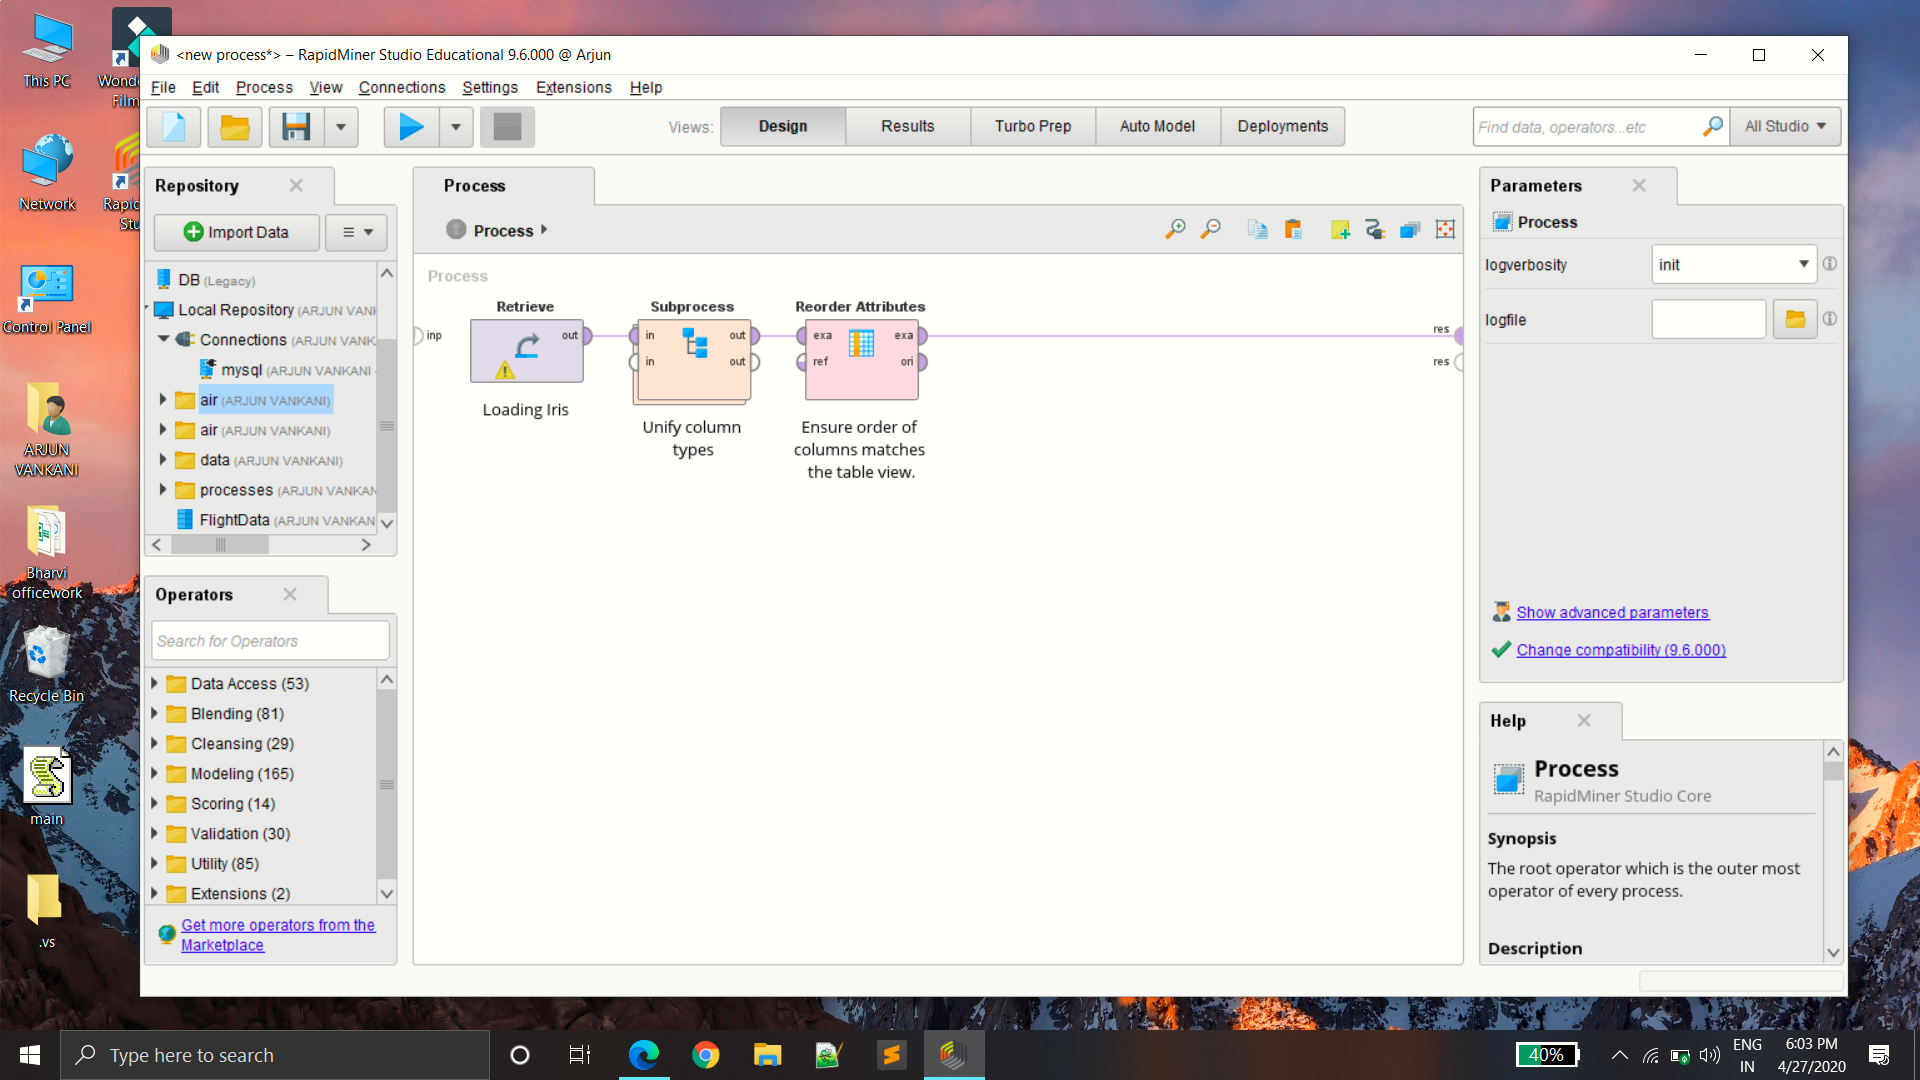 This PC
Wond
Film
Network
Rapid
Stu
Control Panel
ARJUN
VANKANI
Bharvi
officework
Recycle Bin
main
.vs
<new process*> – RapidMiner Studio Educational 9.6.000 @ Arjun
File Edit Process View Connections Settings Extensions Help
Views: Design Results Turbo Prep Auto Model Deployments
Find data, operators...etc All Studio
Repository
Import Data
DB (Legacy)
Local Repository (ARJUN VANK
Connections (ARJUN VANK
mysql (ARJUN VANKANI -
air (ARJUN VANKANI)
air (ARJUN VANKANI)
data (ARJUN VANKANI)
processes (ARJUN VANKAN
FlightData (ARJUN VANKAN
Operators
Search for Operators
Data Access (53)
Blending (81)
Cleansing (29)
Modeling (165)
Scoring (14)
Validation (30)
Utility (85)
Extensions (2)
Get more operators from the
Marketplace
Process
Process
Process
Retrieve Subprocess Reorder Attributes
inp out in out exa exa res
in out ref ori res
Loading Iris
Unify column
types
Ensure order of
columns matches
the table view.
Parameters
Process
logverbosity init
logfile
Show advanced parameters
Change compatibility (9.6.000)
Help
Process
RapidMiner Studio Core
Synopsis
The root operator which is the outer most
operator of every process.
Description
Type here to search
40%
ENG
IN
6:03 PM
4/27/2020